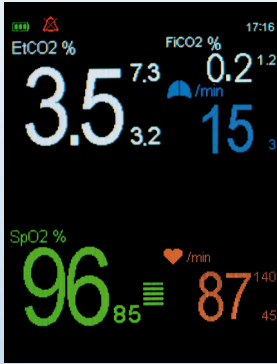 17:16
EtCO2 %
FiCO2 %
3.5
7.3
3.2
0.2
1.2
/min
15
3
SpO2 %
96
85
/min
87
140
45